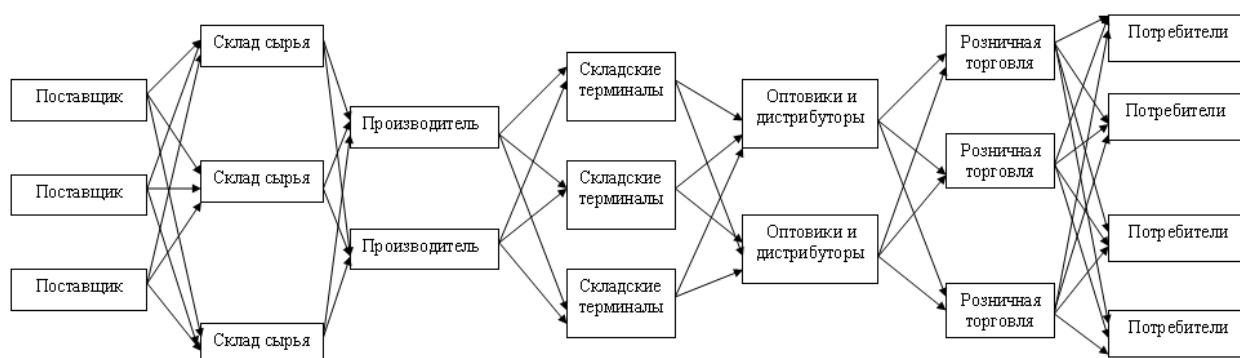 Поставщик
Поставщик
Поставщик
Склад сырья
Склад сырья
Склад сырья
Производитель
Производитель
Складские
терминалы
Складские
терминалы
Складские
терминалы
Оптовики и
дистрибуторы
Оптовики и
дистрибуторы
Розничная
торговля
Розничная
торговля
Розничная
торговля
Потребители
Потребители
Потребители
Потребители